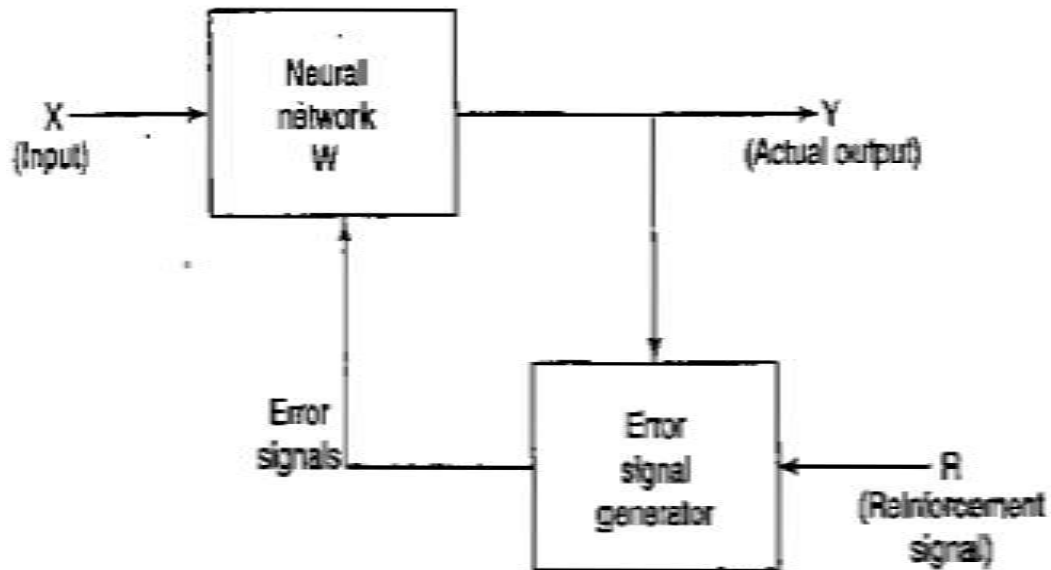 Neural
network
W
X
(Input)
Y
(Actual output)
Error
signals
Error
signal
generator
R
(Reinforcement
signal)